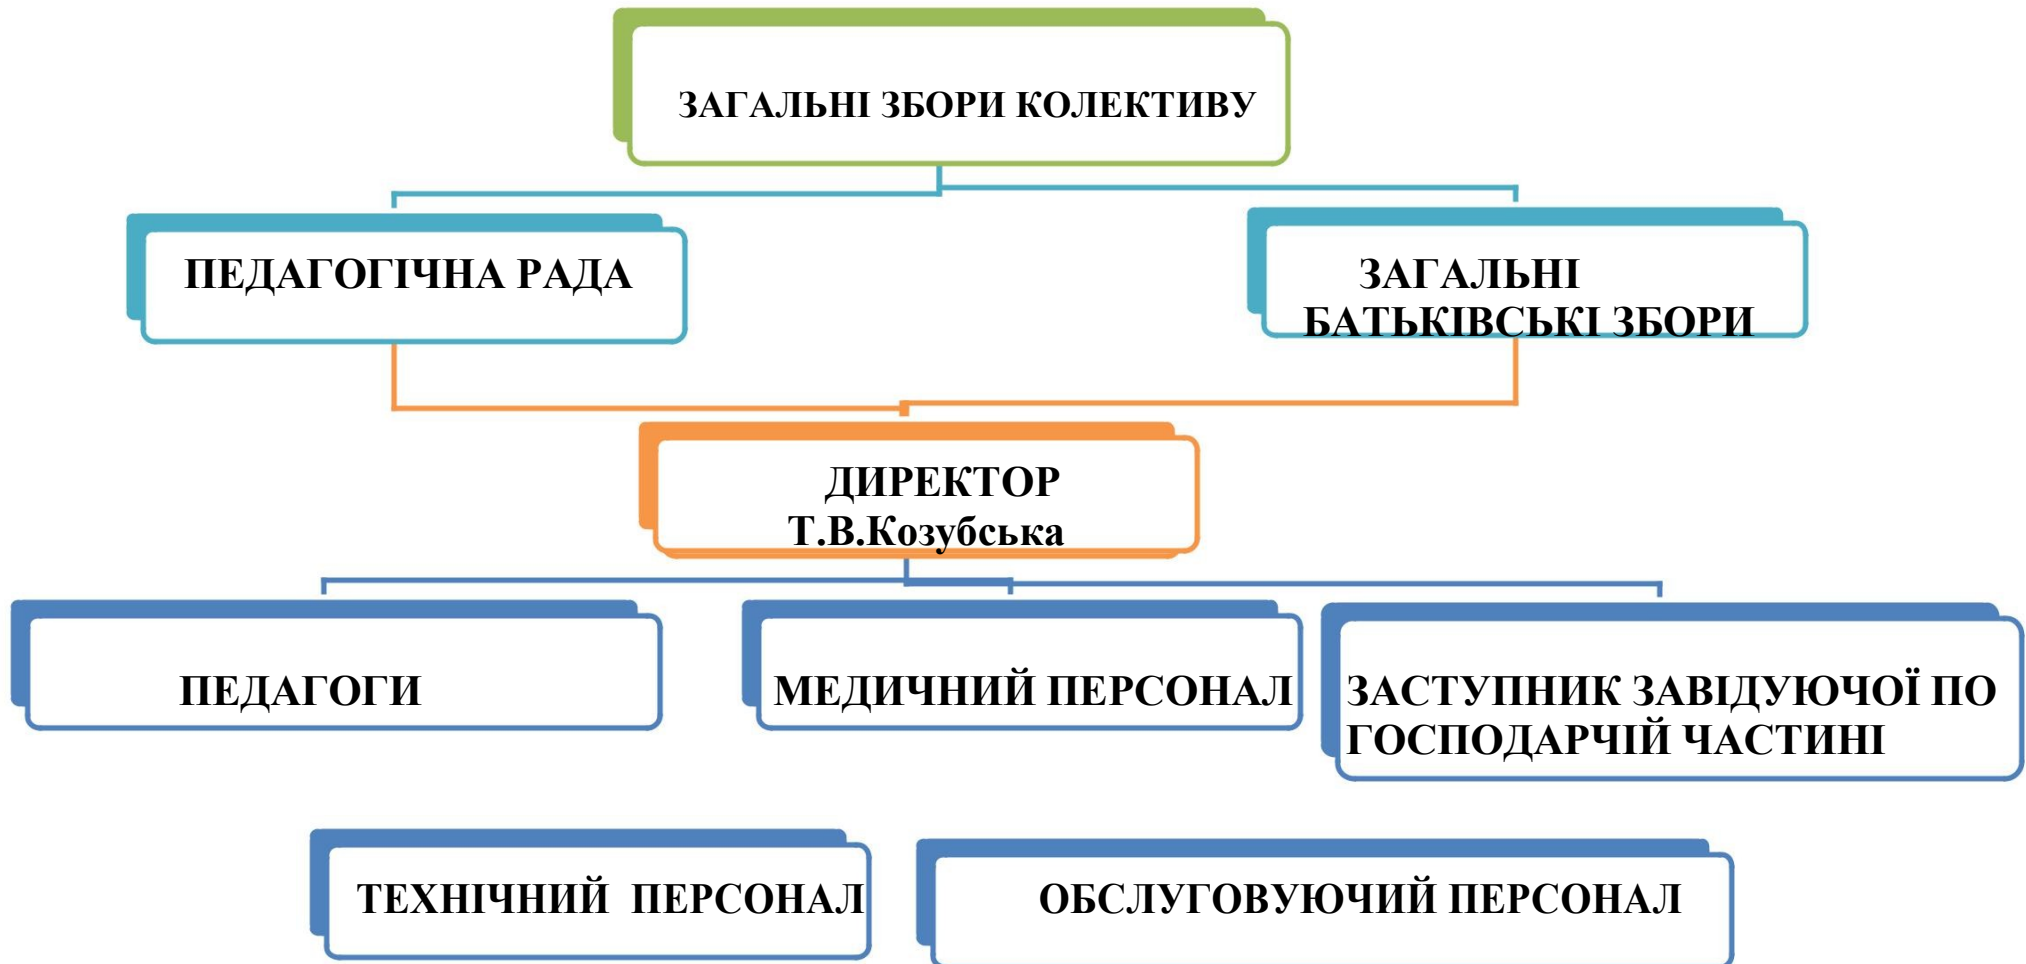 ЗАГАЛЬНІ ЗБОРИ КОЛЕКТИВУ
ПЕДАГОГІЧНА РАДА
ЗАГАЛЬНІ
БАТЬКІВСЬКІ ЗБОРИ
ДИРЕКТОР
Т.В.Козубська
ПЕДАГОГИ
МЕДИЧНИЙ ПЕРСОНАЛ
ЗАСТУПНИК ЗАВІДУЮЧОЇ ПО
ГОСПОДАРЧІЙ ЧАСТИНІ
ТЕХНІЧНИЙ ПЕРСОНАЛ
ОБСЛУГОВУЮЧИЙ ПЕРСОНАЛ